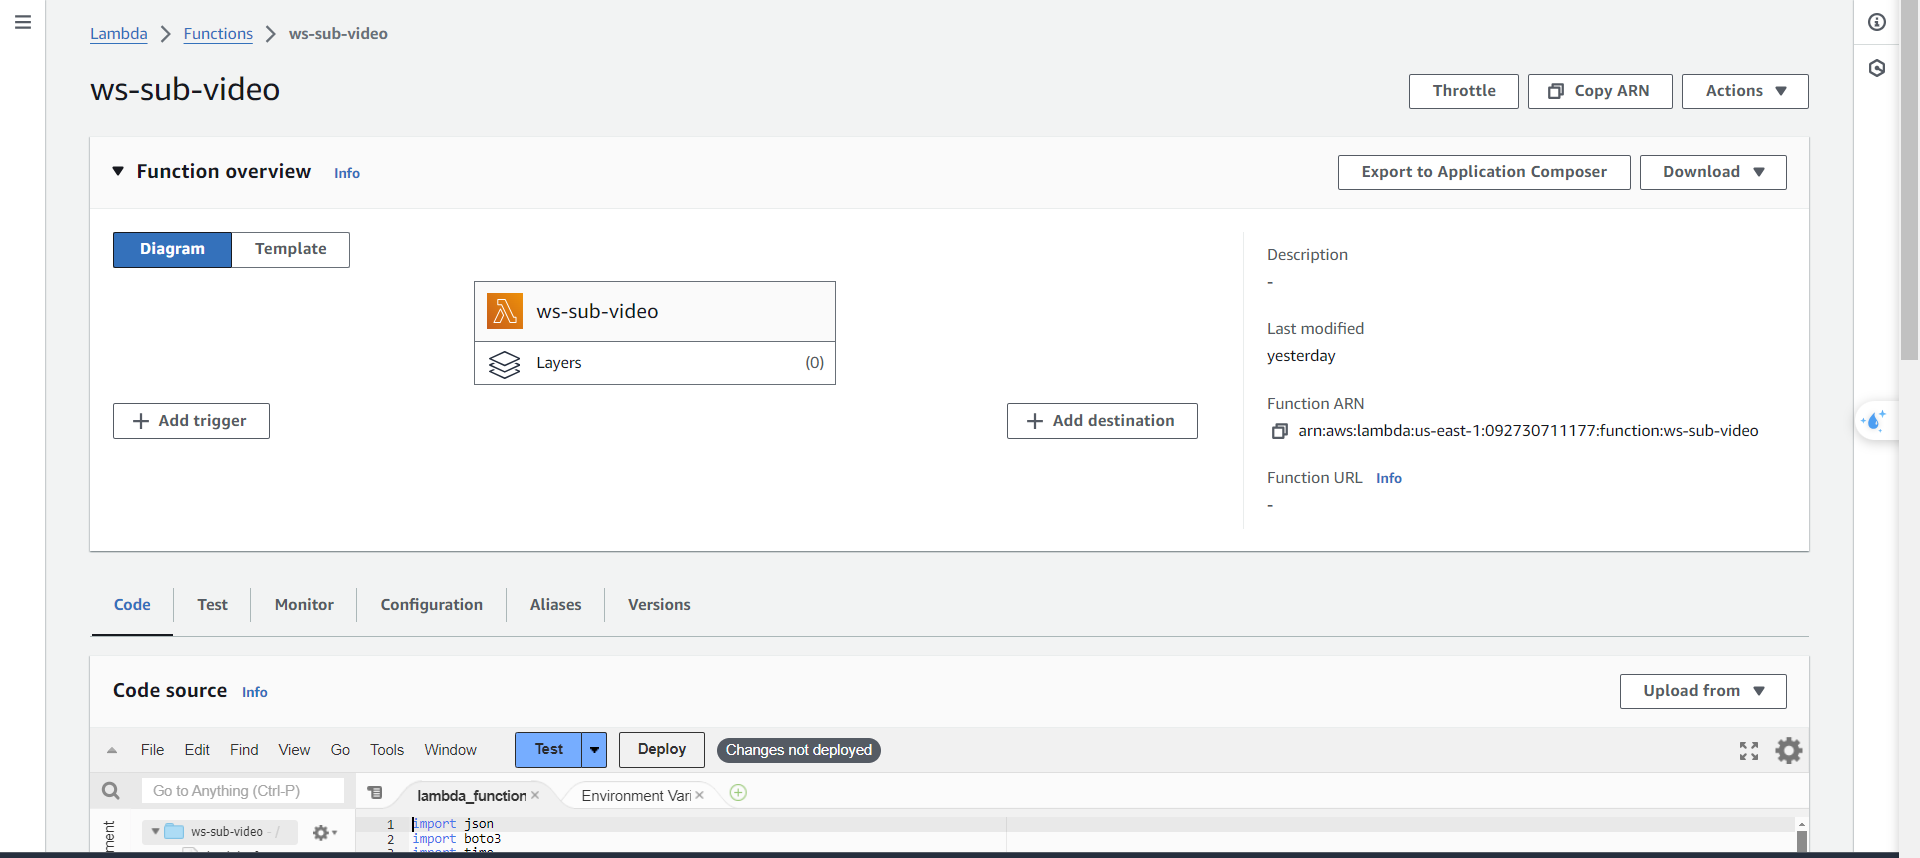 Lambda > Functions > ws-sub-video
ws-sub-video
Throttle
Copy ARN
Actions
Function overview Info
Export to Application Composer
Download
Diagram
Template
ws-sub-video
Layers (0)
Add trigger
Add destination
Description
-
Last modified
yesterday
Function ARN
arn:aws:lambda:us-east-1:092730711177:function:ws-sub-video
Function URL Info
-
Code
Test
Monitor
Configuration
Aliases
Versions
Code source Info
Upload from
File Edit Find View Go Tools Window
Test
Deploy
Changes not deployed
Go to Anything (Ctrl-P)
lambda_function
Environment Vari
ws-sub-video - /
1 import json
2 import boto3
import time